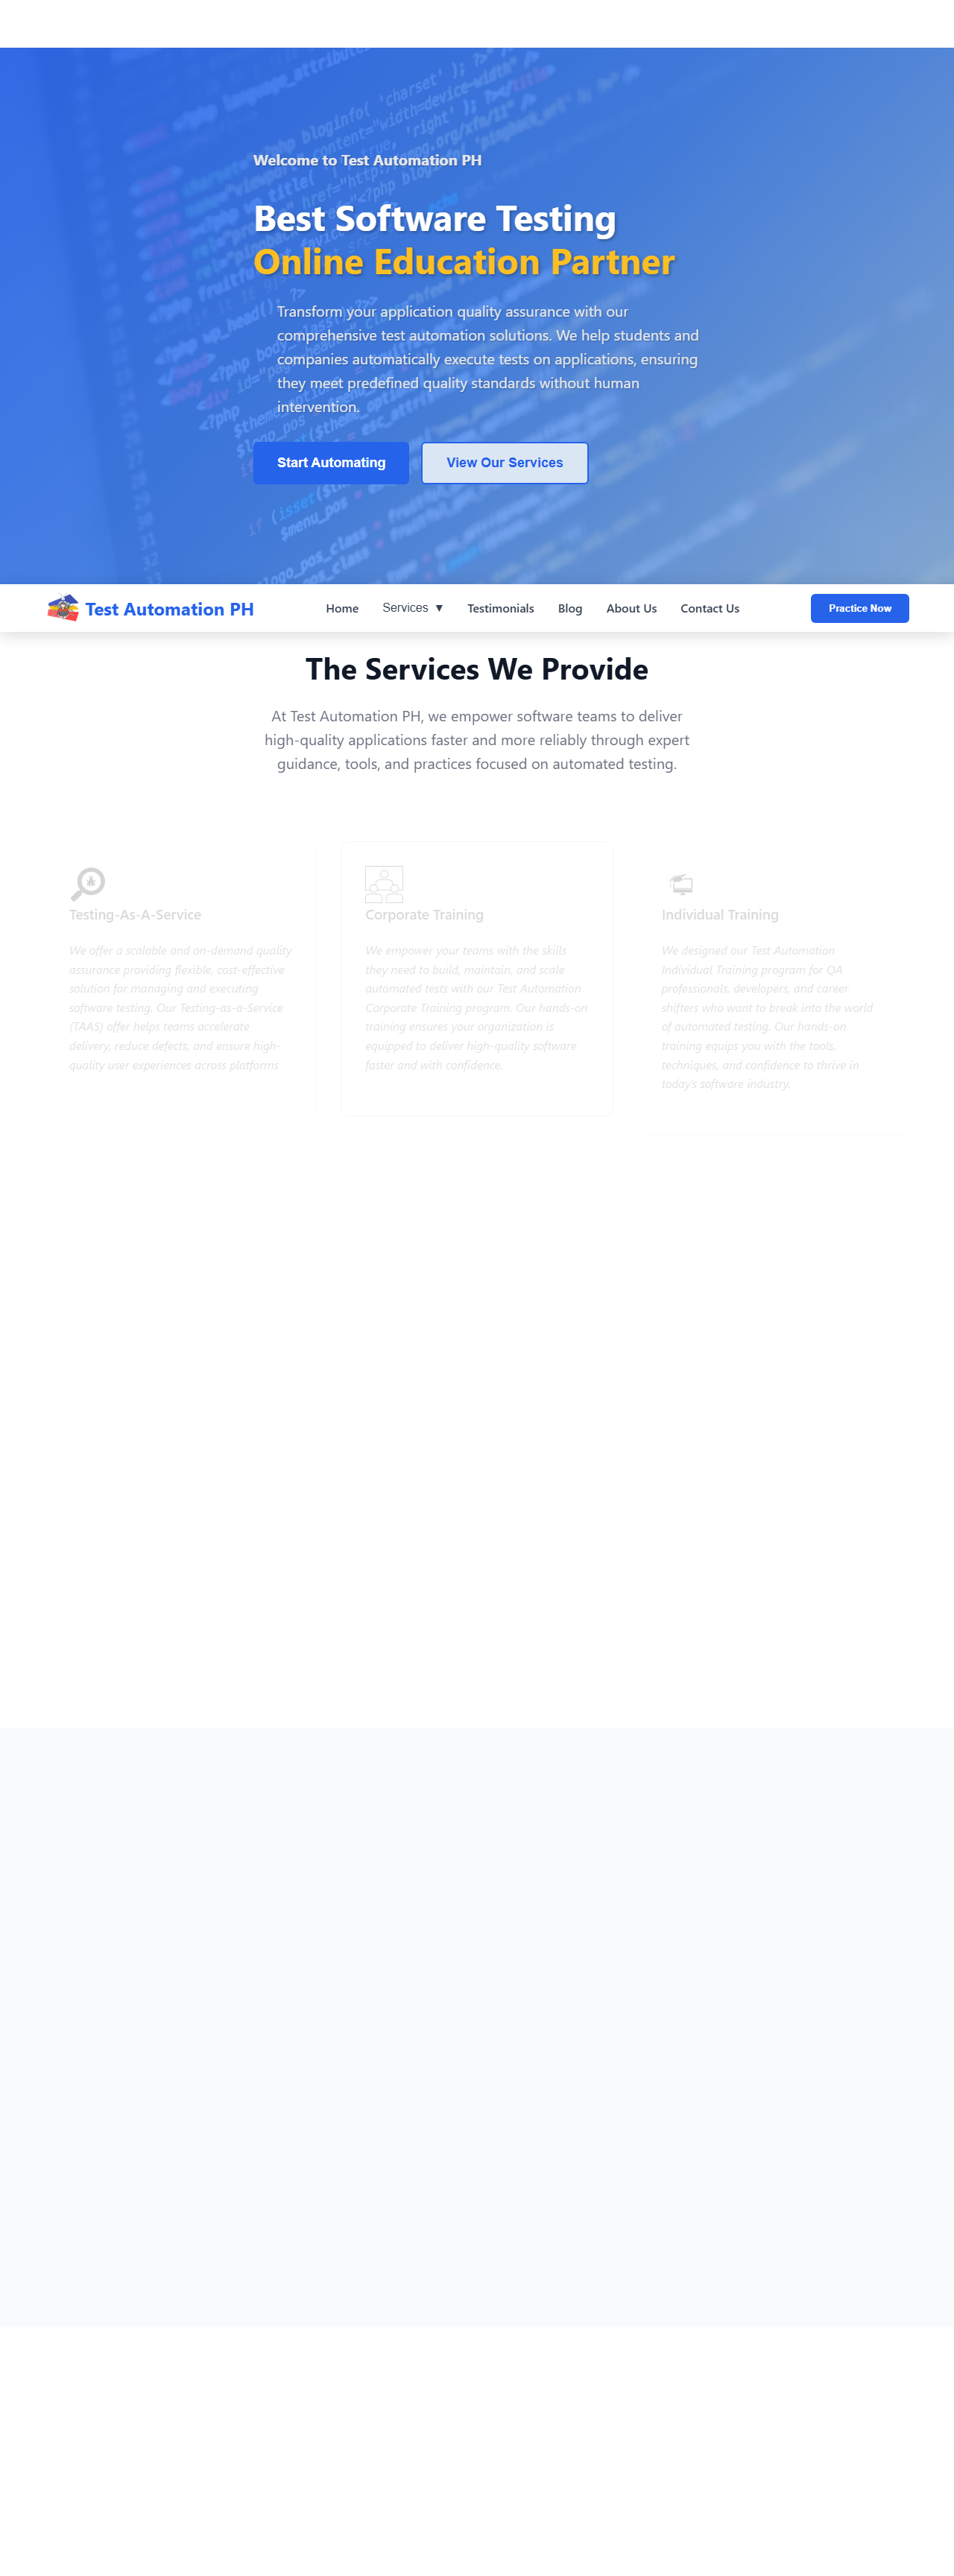 Welcome to Test Automation PH
Best Software Testing
Online Education Partner
Transform your application quality assurance with our
comprehensive test automation solutions. We help students and
companies automatically execute tests on applications, ensuring
they meet predefined quality standards without human
intervention.
Start Automating
View Our Services
Test Automation PH
Home
Services ▼
Testimonials
Blog
About Us
Contact Us
Practice Now
The Services We Provide
At Test Automation PH, we empower software teams to deliver
high-quality applications faster and more reliably through expert
guidance, tools, and practices focused on automated testing.
Testing-As-A-Service
We offer a scalable and on-demand quality
assurance providing flexible, cost-effective
solution for managing and executing
software testing. Our Testing-as-a-Service
(TAAS) offer helps teams accelerate
delivery, reduce defects, and ensure high-
quality user experiences across platforms
Corporate Training
We empower your teams with the skills
they need to build, maintain, and scale
automated tests with our Test Automation
Corporate Training program. Our hands-on
training ensures your organization is
equipped to deliver high-quality software
faster and with confidence.
Individual Training
We designed our Test Automation
Individual Training program for QA
professionals, developers, and career
shifters who want to break into the world
of automated testing. Our hands-on
training equips you with the tools,
techniques, and confidence to thrive in
today's software industry.